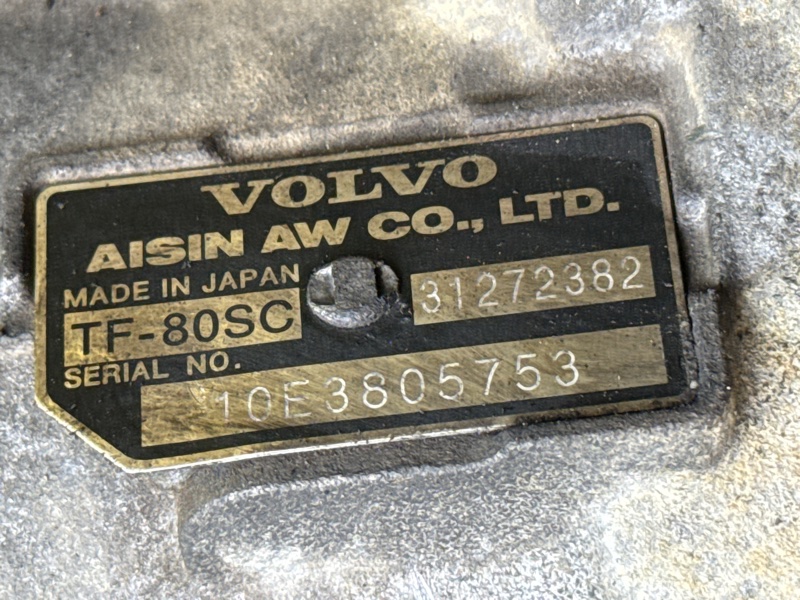 VOLVO
AISIN AW CO., LTD.
MADE IN JAPAN
31272382
TF-80SC
SERIAL NO.
10E3805753